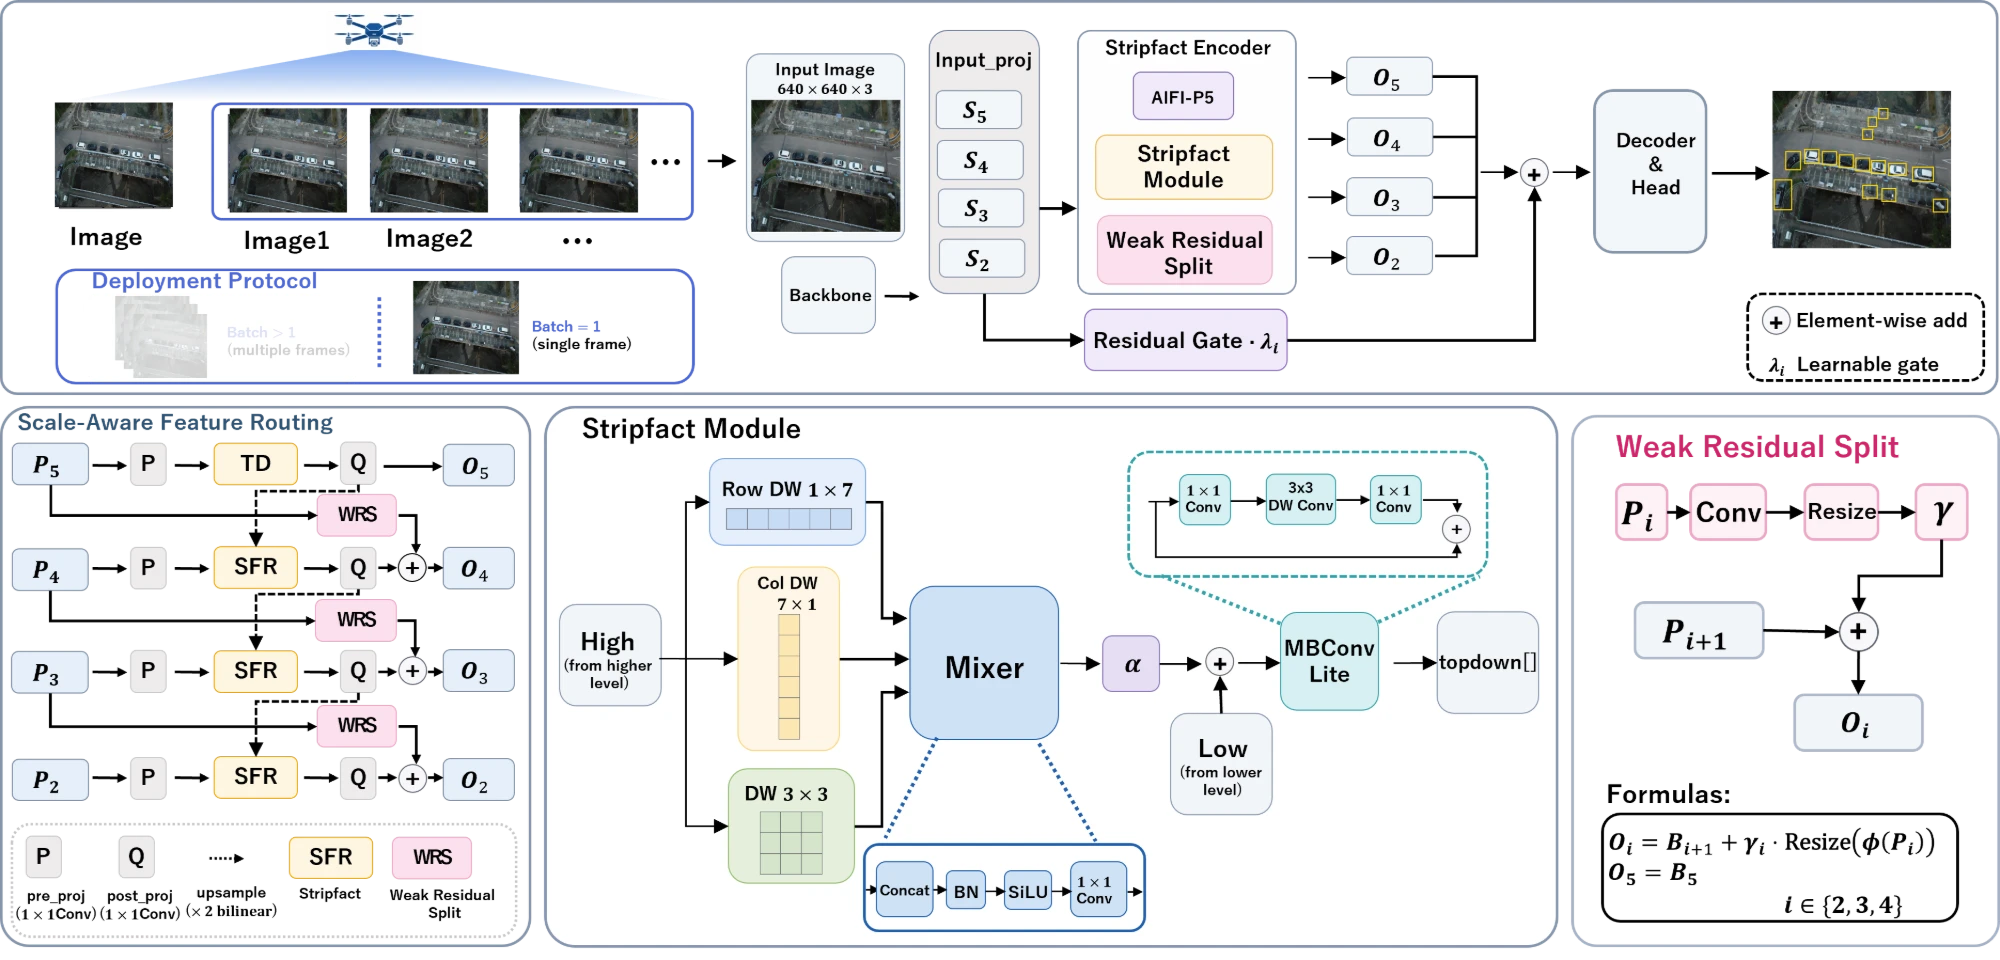 Image
Image1
Image2
...
...
Deployment Protocol
Batch > 1
(multiple frames)
Batch = 1
(single frame)
Input Image
640 × 640 × 3
Backbone
Input_proj
S5
S4
S3
S2
Stripfact Encoder
AIFI-P5
Stripfact
Module
Weak Residual
Split
Residual Gate · λi
O5
O4
O3
O2
+
Decoder
&
Head
+ Element-wise add
λi Learnable gate
Scale-Aware Feature Routing
P5 P TD Q O5
WRS
P4 P SFR Q + O4
WRS
P3 P SFR Q + O3
WRS
P2 P SFR Q + O2
P Q SFR WRS
pre_proj
(1 × 1Conv)
post_proj
(1 × 1Conv)
upsample
(× 2 bilinear)
Stripfact
Weak Residual
Split
Stripfact Module
High
(from higher
level)
Row DW 1 × 7
Col DW
7 × 1
DW 3 × 3
Mixer
Concat
BN
SiLU
1 × 1
Conv
α
+
Low
(from lower
level)
1 × 1
Conv
3x3
DW Conv
1 × 1
Conv
+
MBConv
Lite
topdown[]
Weak Residual Split
Pi Conv Resize γ
Pi+1 +
Oi
Formulas:
Oi = Bi+1 + γi · Resize(ϕ(Pi))
O5 = B5
i ∈ {2, 3, 4}